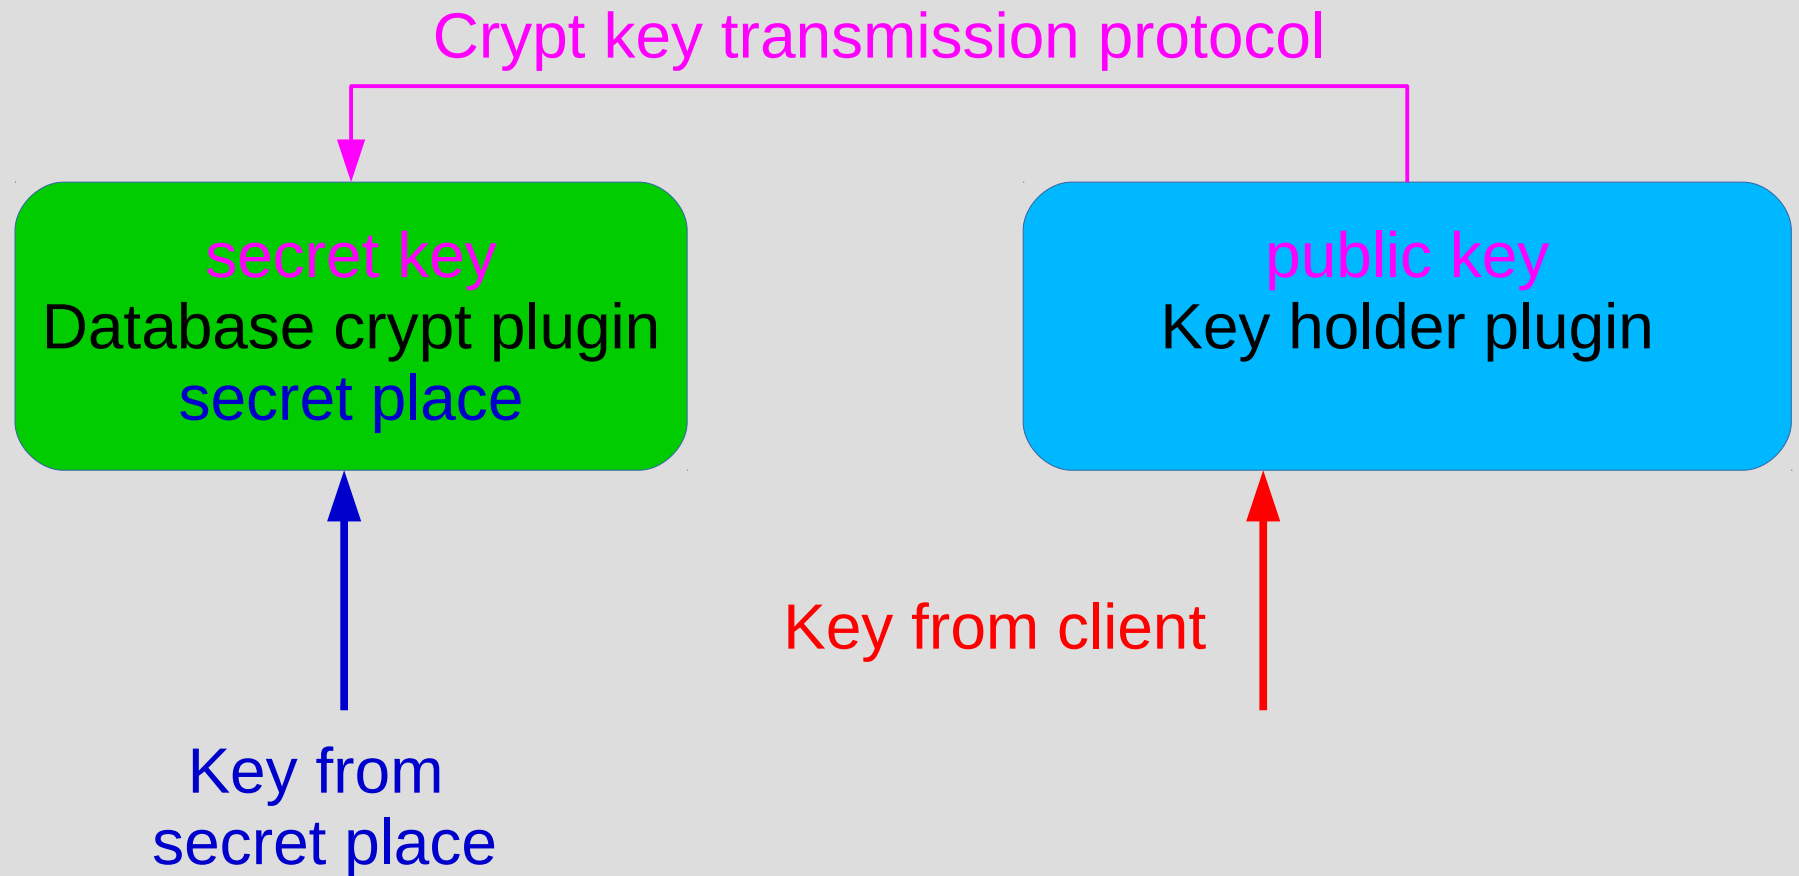 Crypt key transmission protocol
secret key
Database crypt plugin
secret place
public key
Key holder plugin
Key from client
Key from
secret place